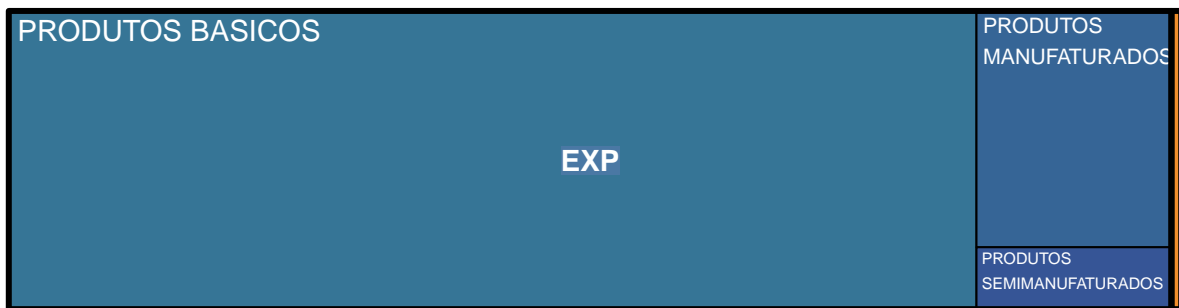 PRODUTOS BASICOS
PRODUTOS
MANUFATURADOS
EXP
PRODUTOS
SEMIMANUFATURADOS